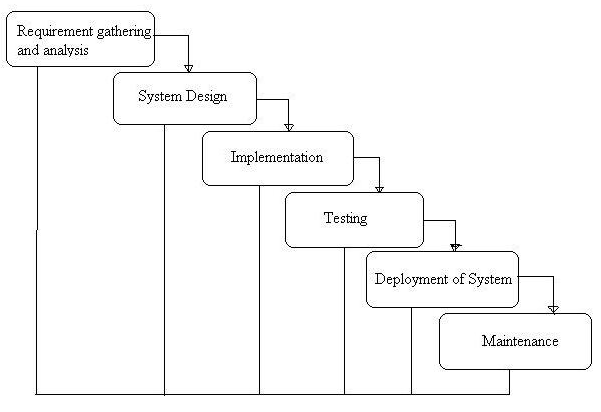 Requirement gathering
and analysis
System Design
Implementation
Testing
Deployment of System
Maintenance